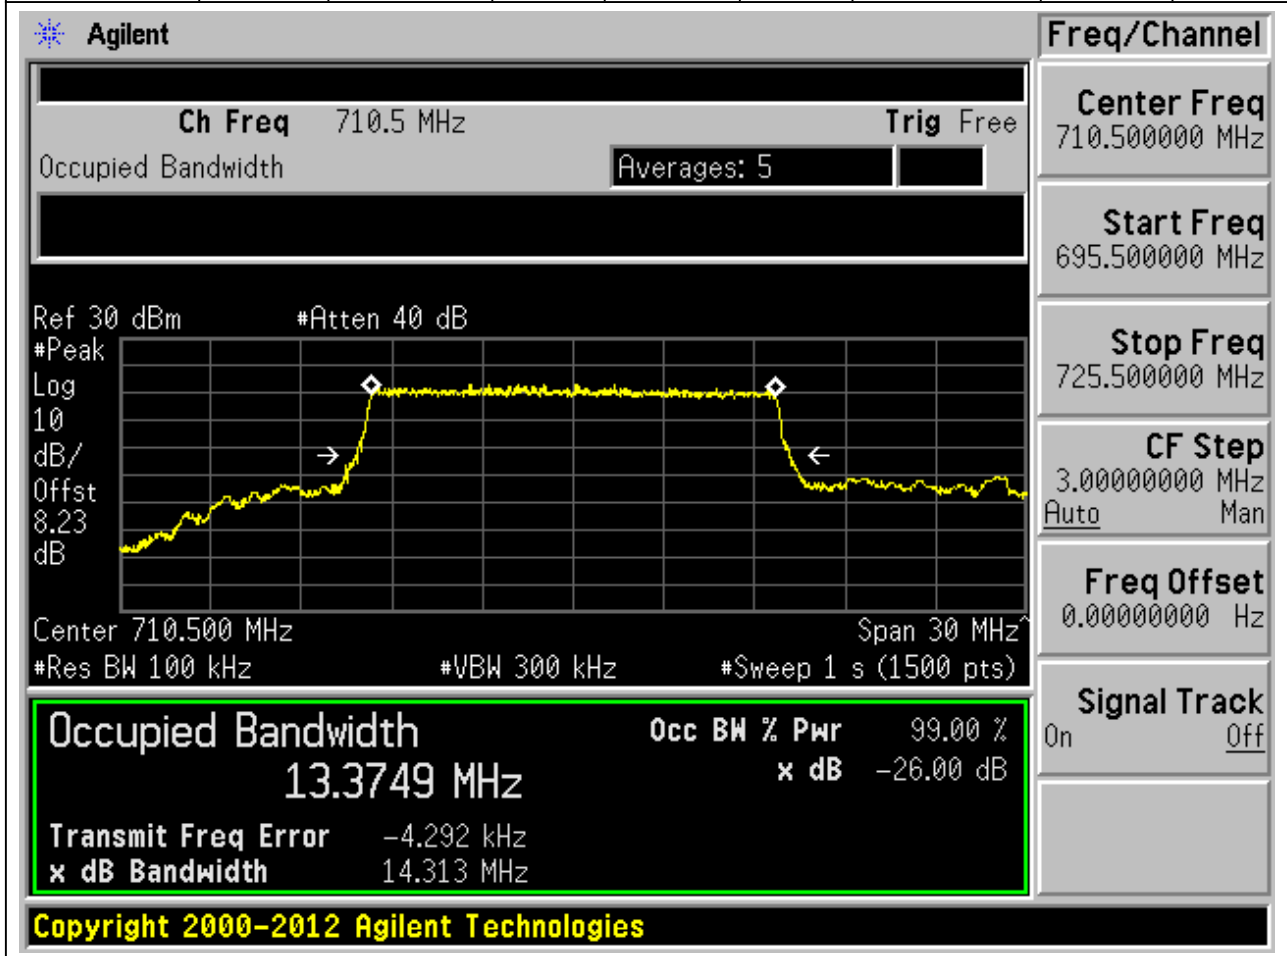 Agilent
Freq/Channel
Ch Freq 710.5 MHz Trig Free
Occupied Bandwidth Averages: 5
Center Freq
710.500000 MHz
Start Freq
695.500000 MHz
Stop Freq
725.500000 MHz
CF Step
3.00000000 MHz
Auto Man
Freq Offset
0.00000000 Hz
Signal Track
On Off
Ref 30 dBm #Atten 40 dB
#Peak
Log
10
dB/
Offst
8.23
dB
Center 710.500 MHz Span 30 MHz^
#Res BW 100 kHz #VBW 300 kHz #Sweep 1 s (1500 pts)
Occupied Bandwidth
13.3749 MHz
Occ BW % Pwr 99.00 %
x dB -26.00 dB
Transmit Freq Error -4.292 kHz
x dB Bandwidth 14.313 MHz
Copyright 2000-2012 Agilent Technologies